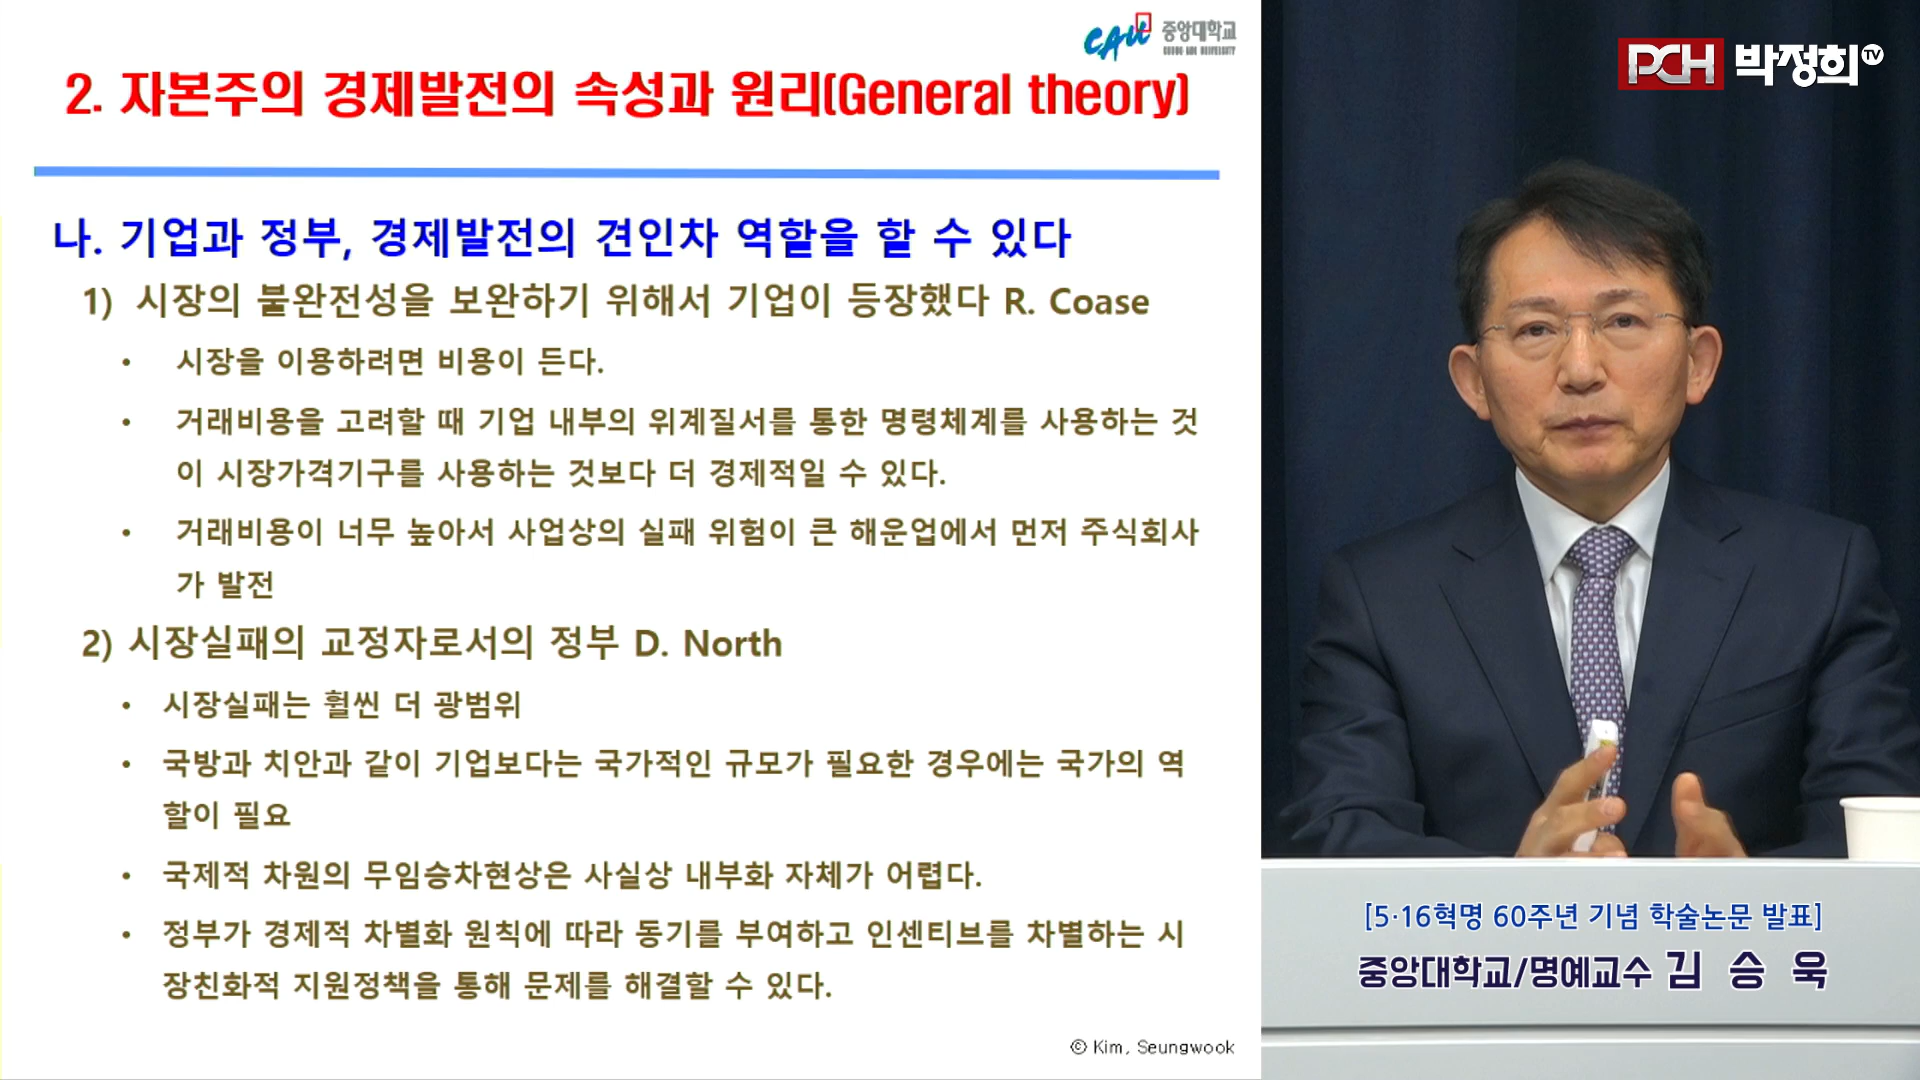 CAU 중앙대학교
CHUNG-ANG UNIVERSITY
2. 자본주의 경제발전의 속성과 원리(General theory)
나. 기업과 정부, 경제발전의 견인차 역할을 할 수 있다
1) 시장의 불완전성을 보완하기 위해서 기업이 등장했다 R. Coase
• 시장을 이용하려면 비용이 든다.
• 거래비용을 고려할 때 기업 내부의 위계질서를 통한 명령체계를 사용하는 것
이 시장가격기구를 사용하는 것보다 더 경제적일 수 있다.
• 거래비용이 너무 높아서 사업상의 실패 위험이 큰 해운업에서 먼저 주식회사
가 발전
2) 시장실패의 교정자로서의 정부 D. North
• 시장실패는 훨씬 더 광범위
• 국방과 치안과 같이 기업보다는 국가적인 규모가 필요한 경우에는 국가의 역
할이 필요
• 국제적 차원의 무임승차현상은 사실상 내부화 자체가 어렵다.
• 정부가 경제적 차별화 원칙에 따라 동기를 부여하고 인센티브를 차별하는 시
장친화적 지원정책을 통해 문제를 해결할 수 있다.
© Kim, Seungwook
PCH 박정희TV
[5·16혁명 60주년 기념 학술논문 발표]
중앙대학교/명예교수 김 승 욱